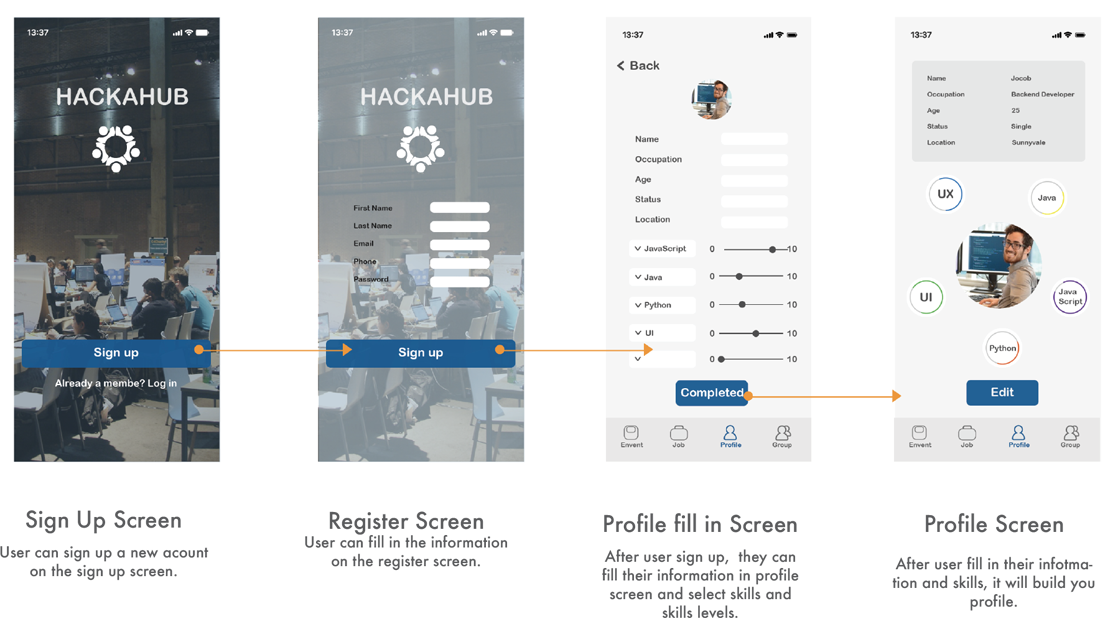 13:37
HACKAHUB
Sign up
Already a membe? Log in
Sign Up Screen
User can sign up a new acount
on the sign up screen.
13:37
HACKAHUB
First Name
Last Name
Email
Phone
Password
Sign up
Register Screen
User can fill in the information
on the register screen.
13:37
Back
Name
Occupation
Age
Status
Location
JavaScript 0 10
Java 0 10
Python 0 10
UI 0 10
0 10
Completed
Envent Job Profile Group
Profile fill in Screen
After user sign up, they can
fill their information in profile
screen and select skills and
skills levels.
13:37
Name Jocob
Occupation Backend Developer
Age 25
Status Single
Location Sunnyvale
UX
Java
UI
Java
Script
Python
Edit
Envent Job Profile Group
Profile Screen
After user fill in their infotma-
tion and skills, it will build you
profile.